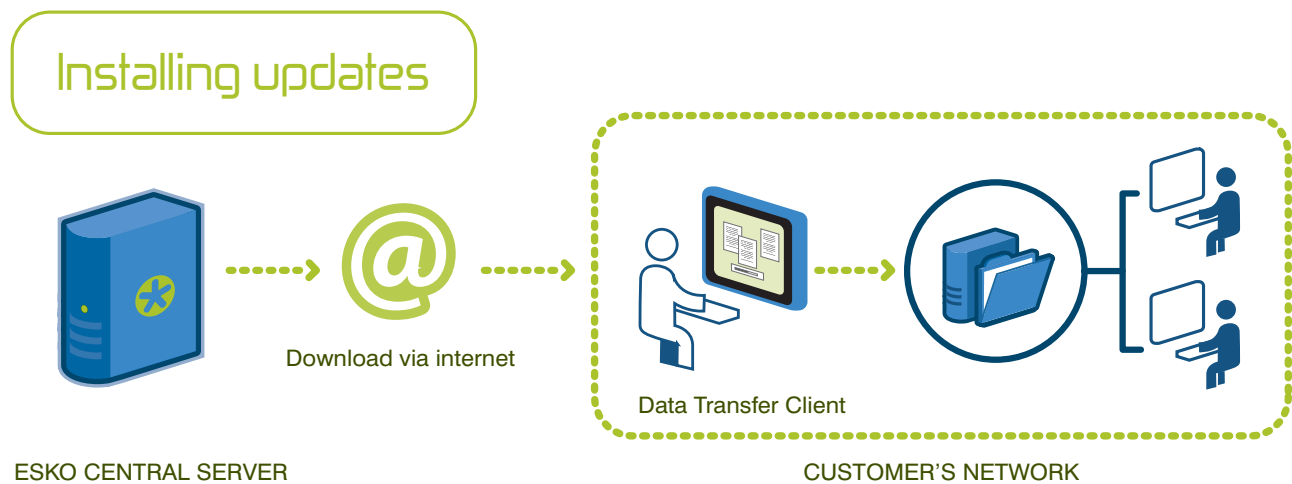 Installing updates
Download via internet
Data Transfer Client
ESKO CENTRAL SERVER
CUSTOMER'S NETWORK